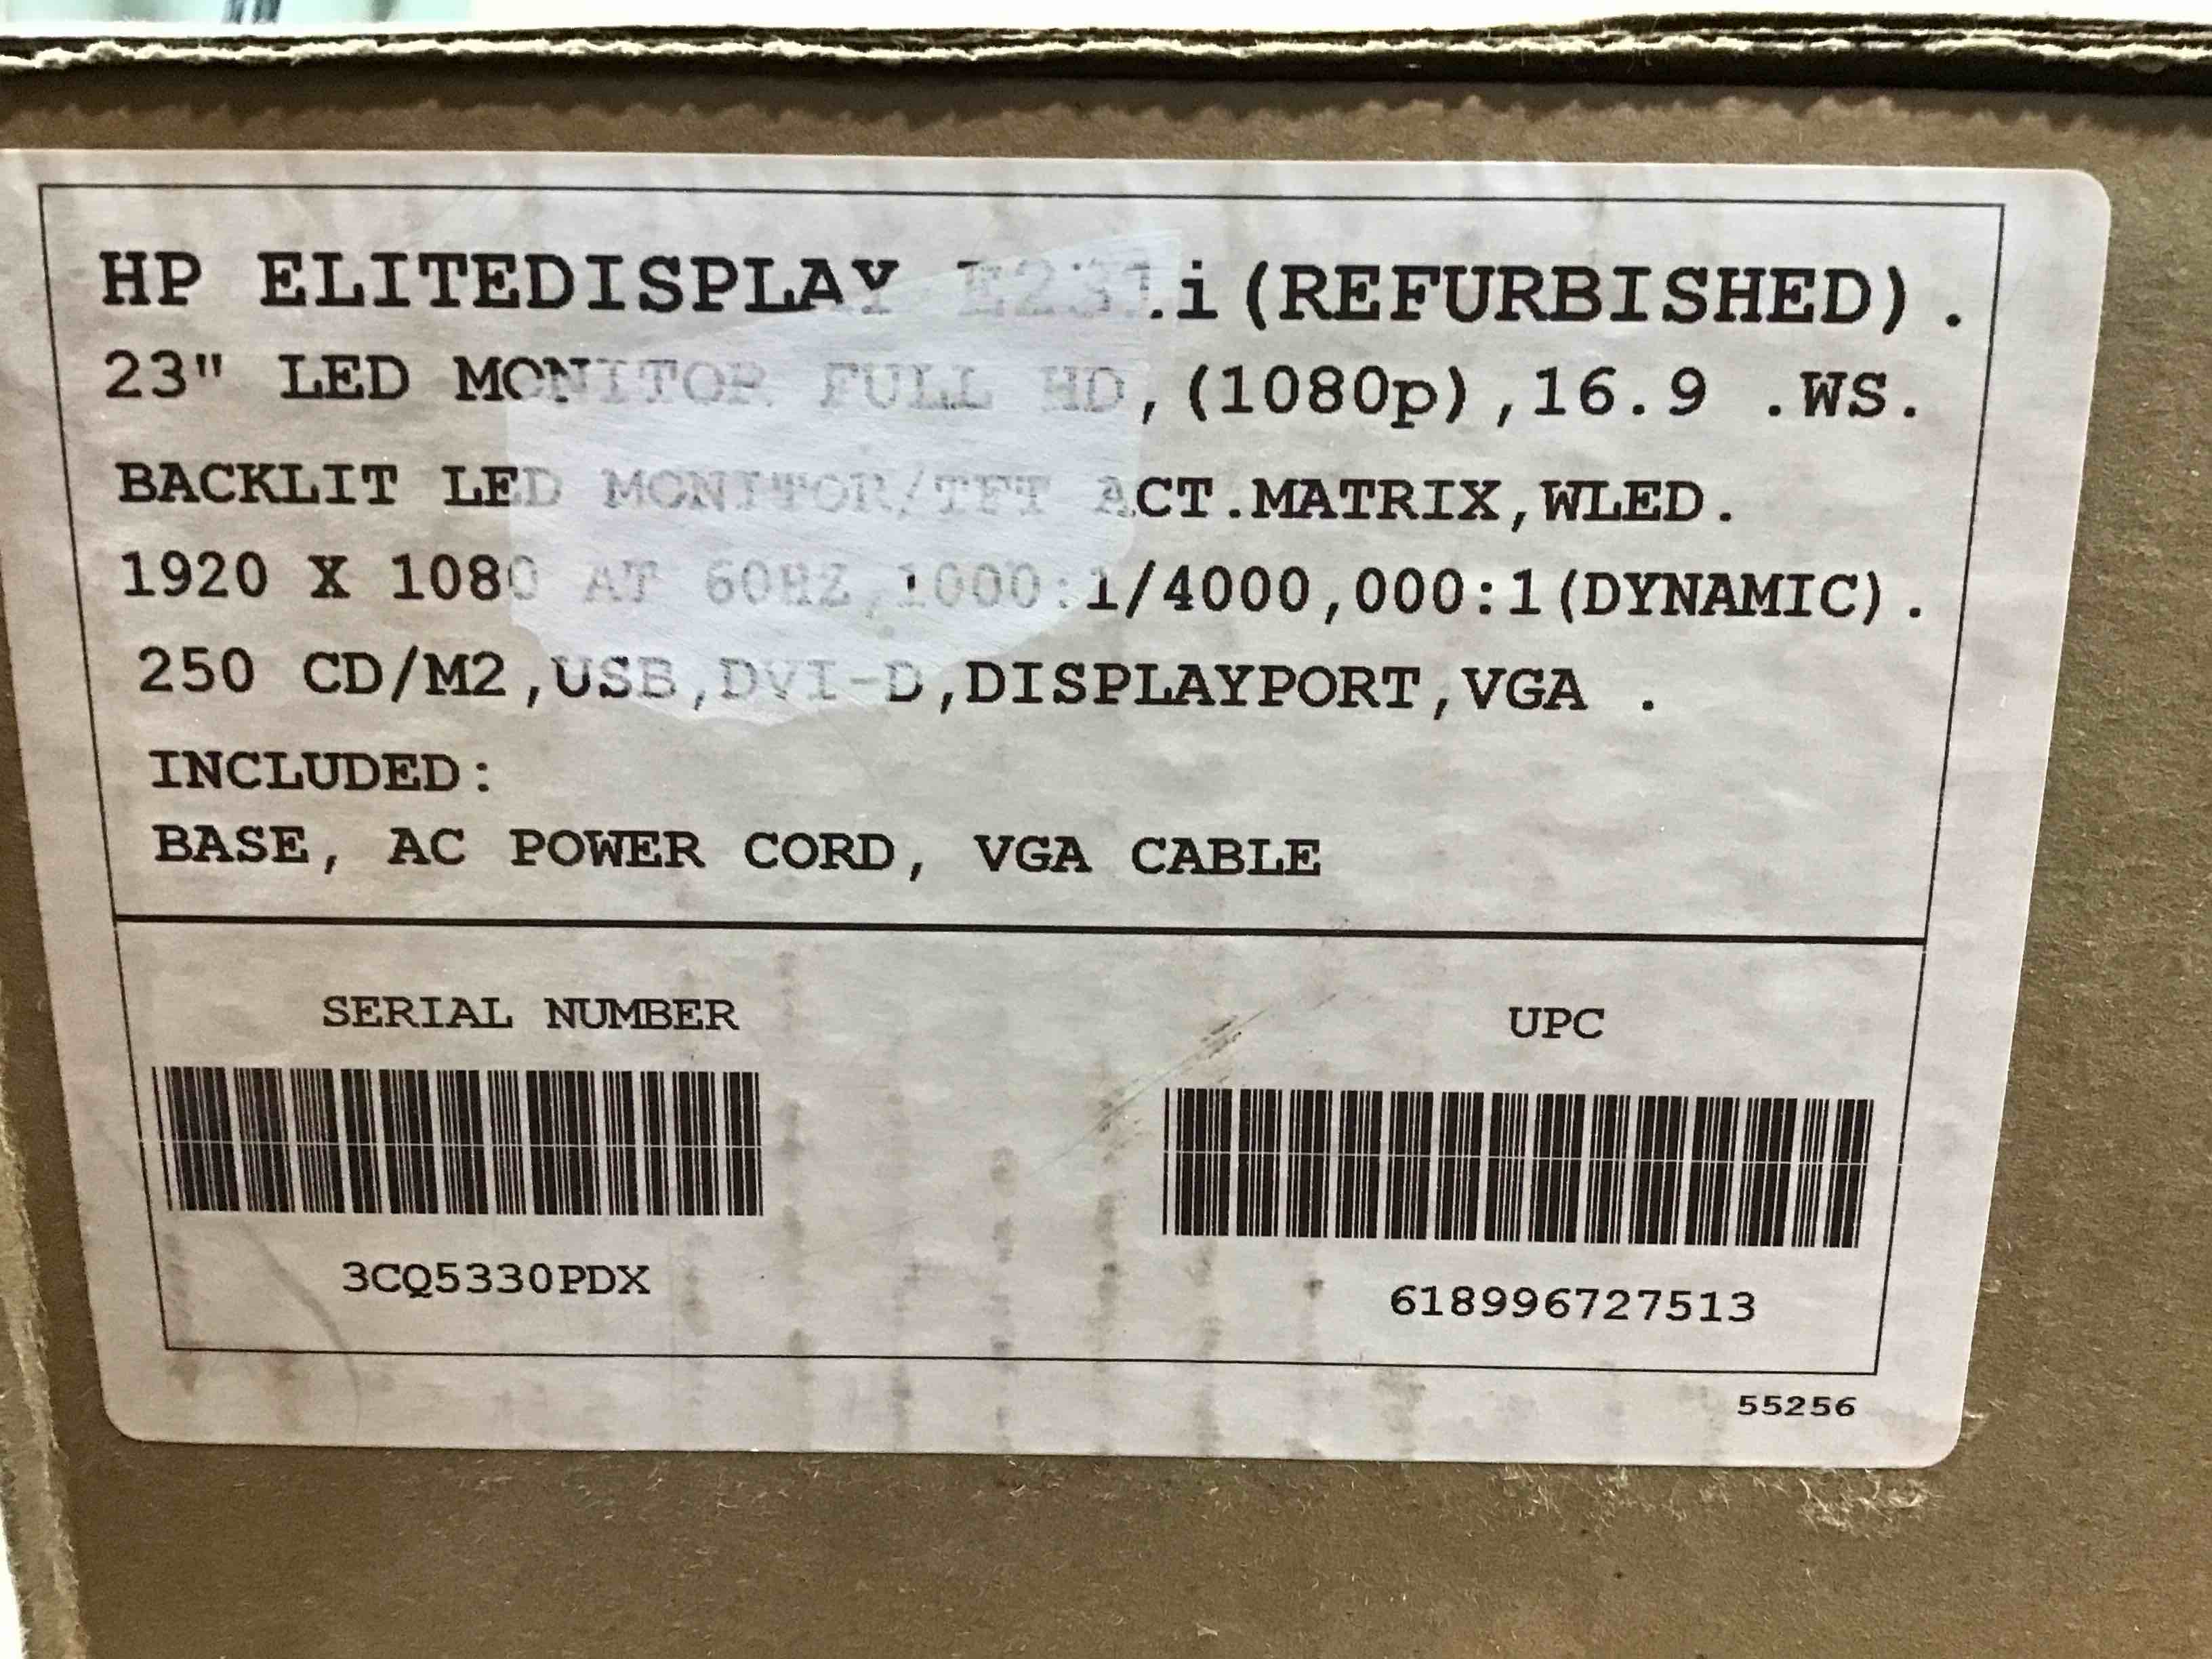 HP ELITEDISPLAY E231i(REFURBISHED).
23" LED MONITOR FULL HD,(1080p),16.9 .WS.
BACKLIT LED MONITOR/TFT ACT.MATRIX,WLED.
1920 X 1080 AT 60HZ,1000:1/4000,000:1(DYNAMIC).
250 CD/M2,USB,DVI-D,DISPLAYPORT,VGA .
INCLUDED:
BASE, AC POWER CORD, VGA CABLE
SERIAL NUMBER
3CQ5330PDX
UPC
618996727513
55256